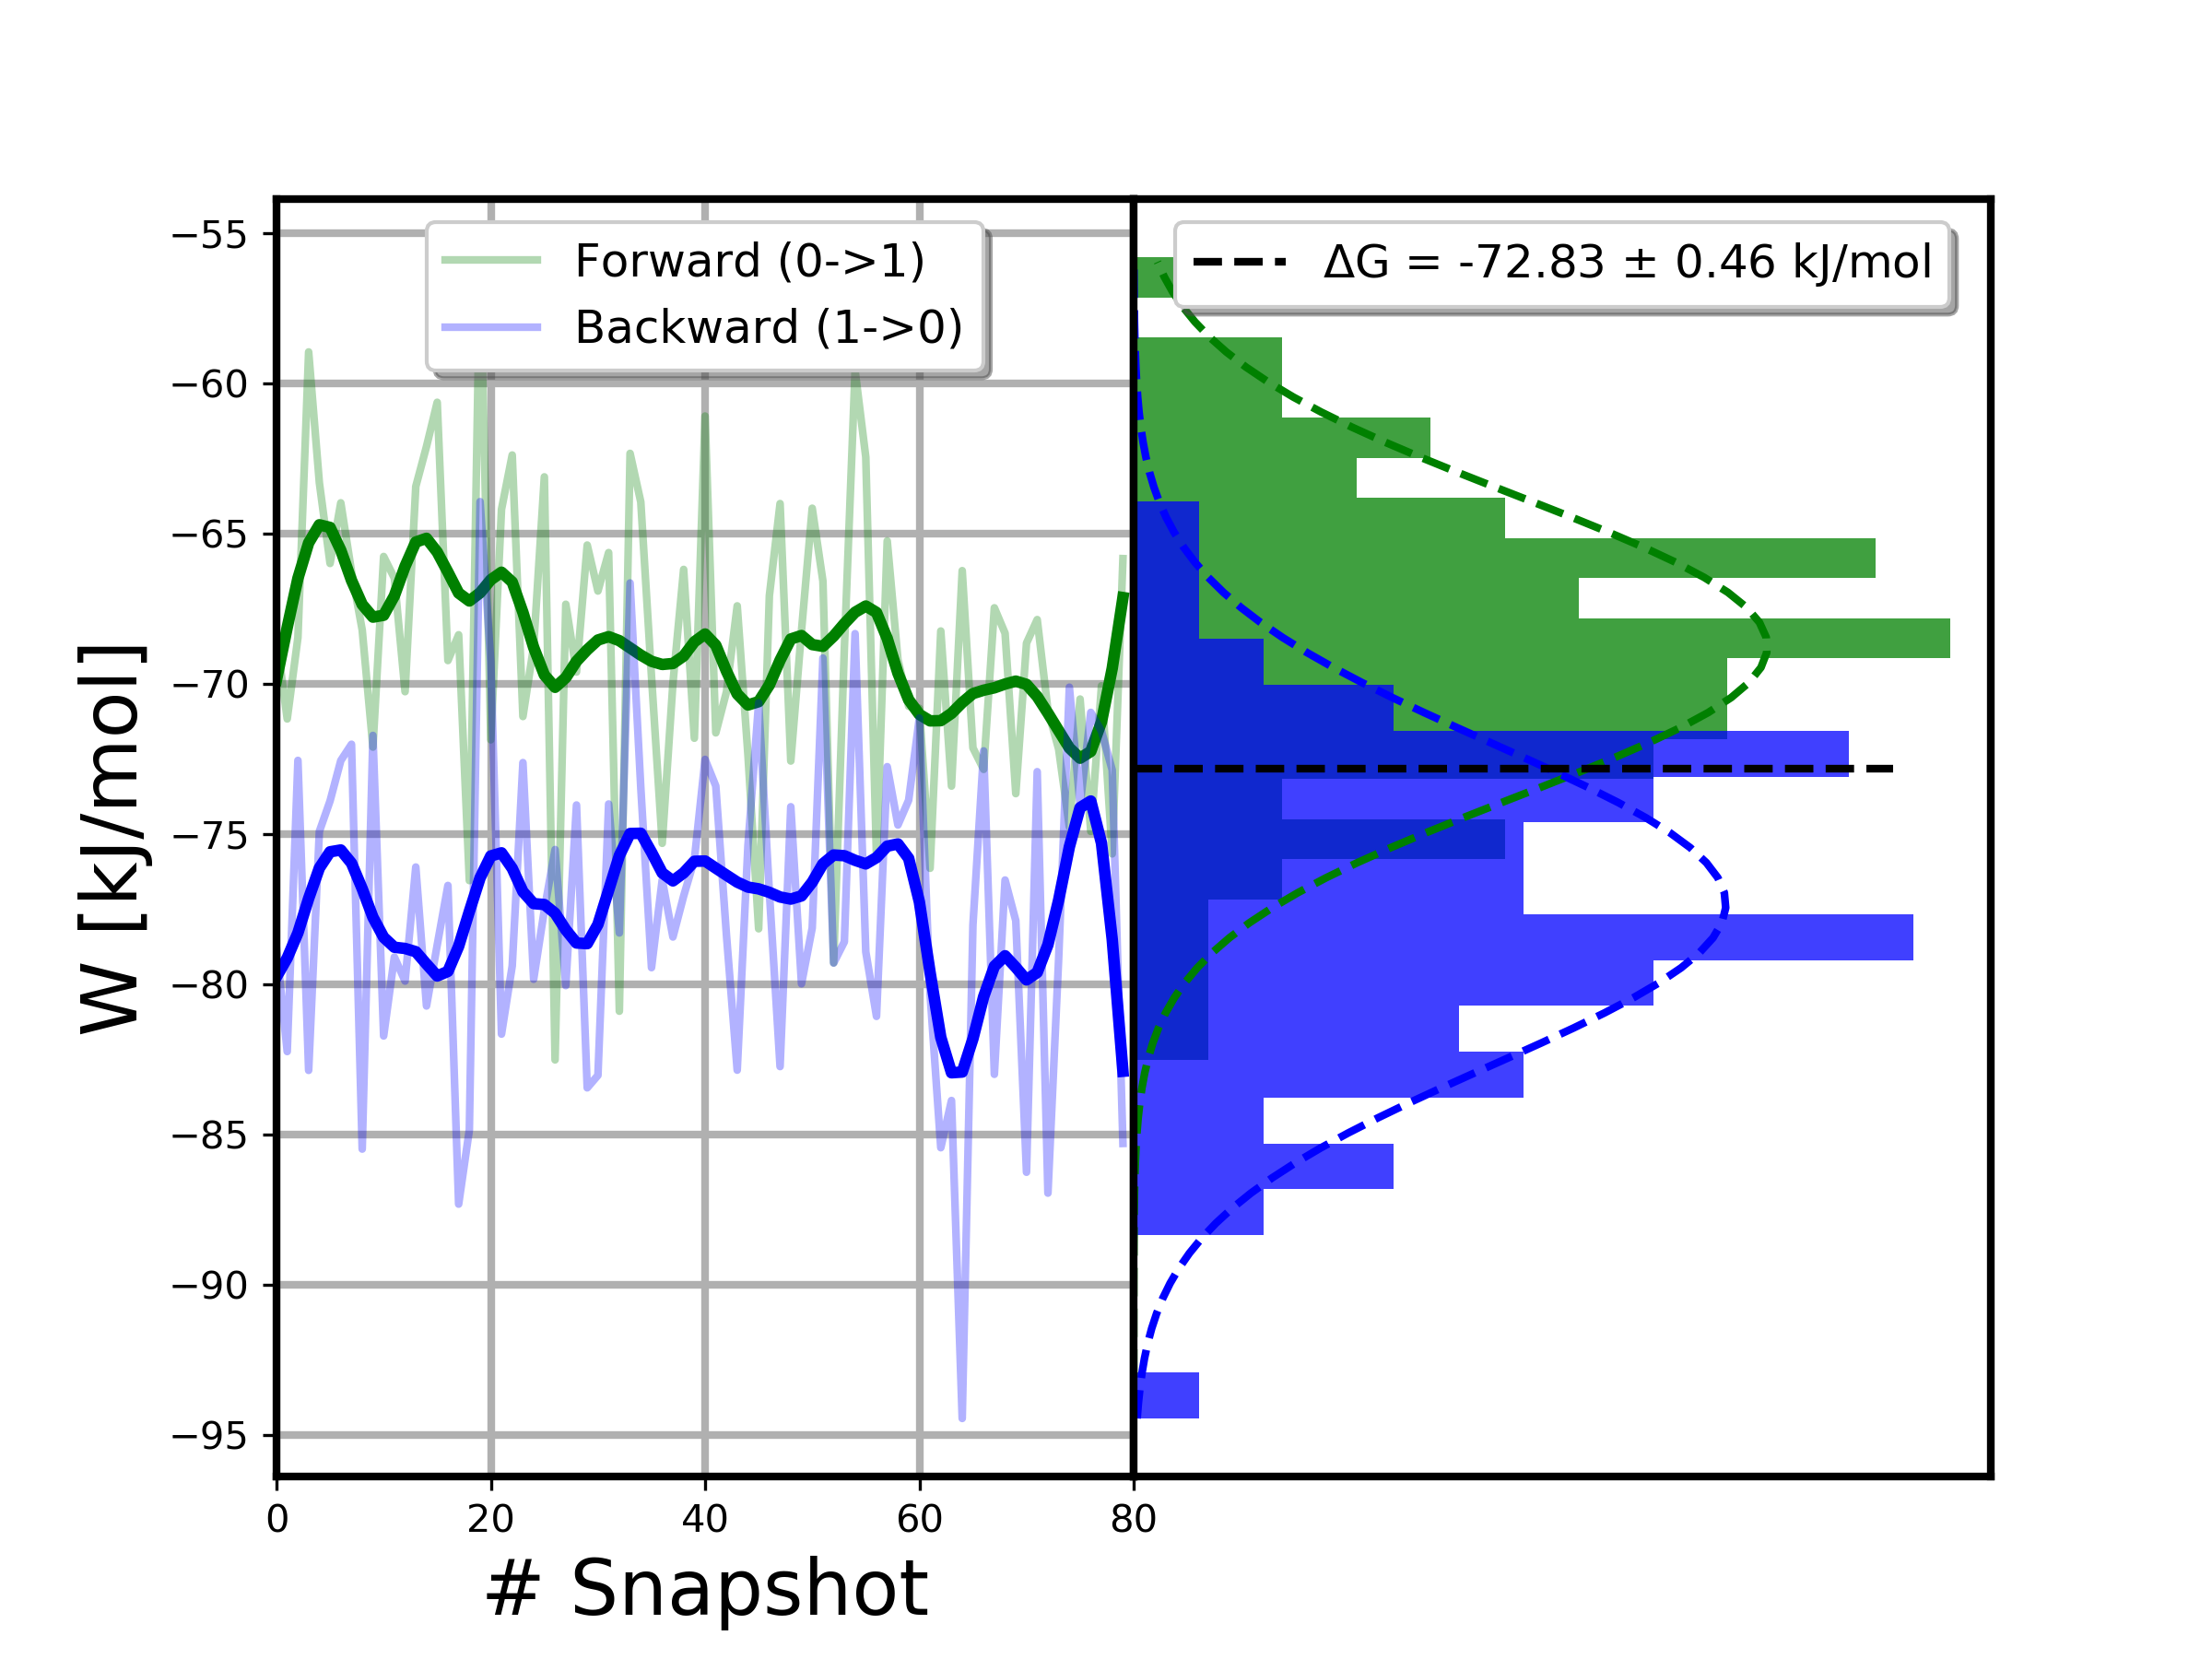 W [kJ/mol]
−55
−60
−65
−70
−75
−80
−85
−90
−95
Forward (0->1)
Backward (1->0)
ΔG = -72.83 ± 0.46 kJ/mol
0 20 40 60 80
# Snapshot